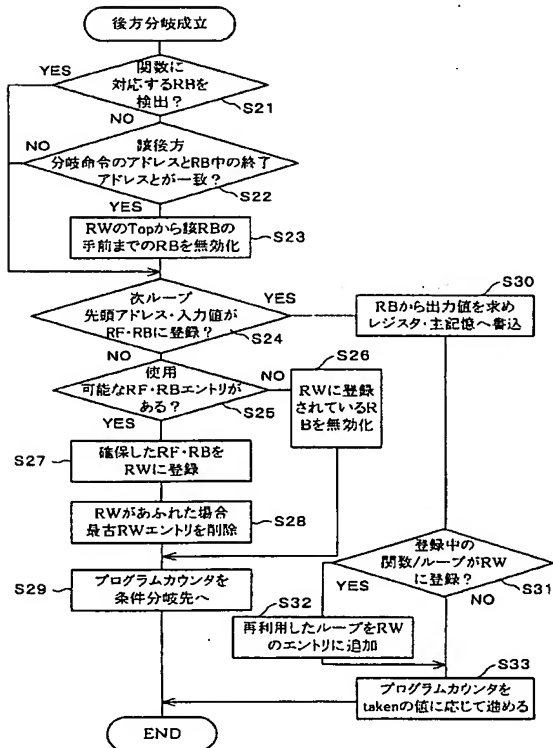 後方分岐成立
YES
関数に
対応するRBを
検出?
S21
NO
NO
該後方
分岐命令のアドレスとRB中の終了
アドレスとが一致?
S22
YES
RWのTopから該RBの
手前までのRBを無効化
S23
次ループ
先頭アドレス・入力値が
RF・RBに登録?
S24
YES
S30
RBから出力値を求め
レジスタ・主記憶へ書込
NO
使用
可能なRF・RBエントリが
ある?
S25
NO
S26
RWに登録
されているR
Bを無効化
YES
S27
確保したRF・RBを
RWに登録
RWがあふれた場合
最古RWエントリを削除
S28
S29
プログラムカウンタを
条件分岐先へ
登録中の
関数/ループがRW
に登録?
S31
YES
NO
S32
再利用したループをRW
のエントリに追加
S33
プログラムカウンタを
takenの値に応じて進める
END